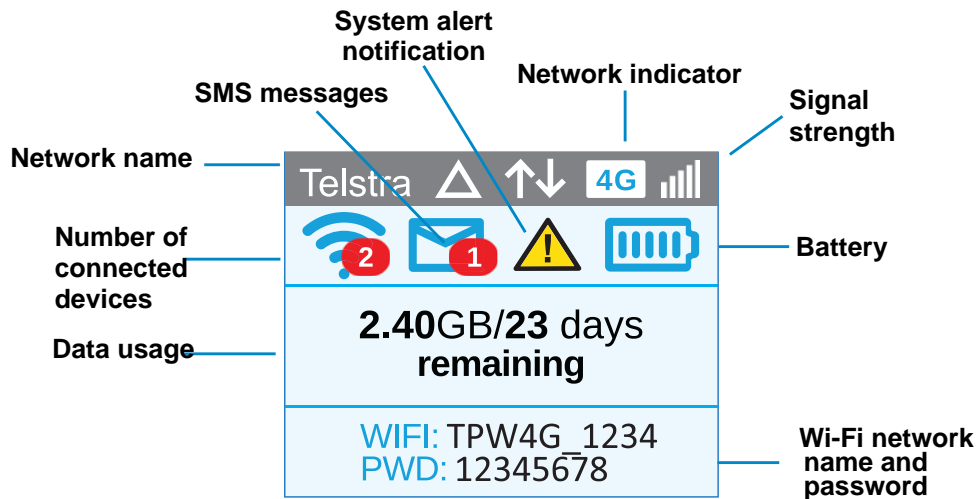 System alert
notification
Network indicator
SMS messages
Signal
strength
Network name
Telstra 4G
Number of
connected
devices
2 1 !
Battery
Data usage
2.40GB/23 days
remaining
WIFI: TPW4G_1234
PWD: 12345678
Wi-Fi network
name and
password